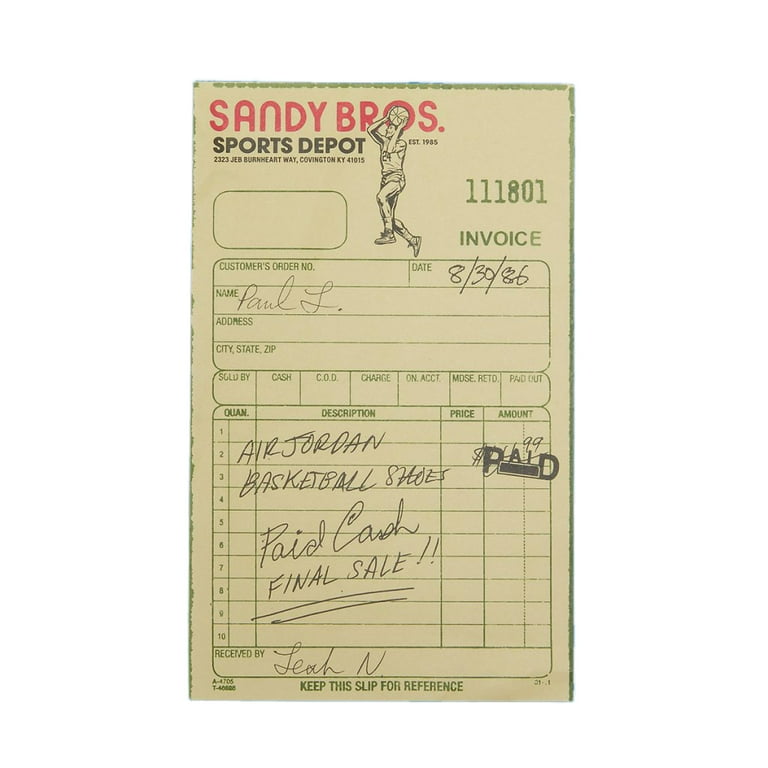 SANDY BROS.
SPORTS DEPOT
EST. 1985
2323 JEB BURNHEART WAY, COVINGTON KY 41015
24
111801
INVOICE
CUSTOMER'S ORDER NO. DATE 8/30/86
NAME Paul L.
ADDRESS
CITY, STATE, ZIP
SOLD BY CASH C.O.D. CHARGE ON. ACCT. MDSE. RETD. PAID OUT
QUAN. DESCRIPTION PRICE AMOUNT
1
2 AIR JORDAN 99
PAID
3 BASKETBALL SHOES
4
5
6 Paid Cash
7 FINAL SALE!!
8
9
10
RECEIVED BY Leah N
A-4705
KEEP THIS SLIP FOR REFERENCE